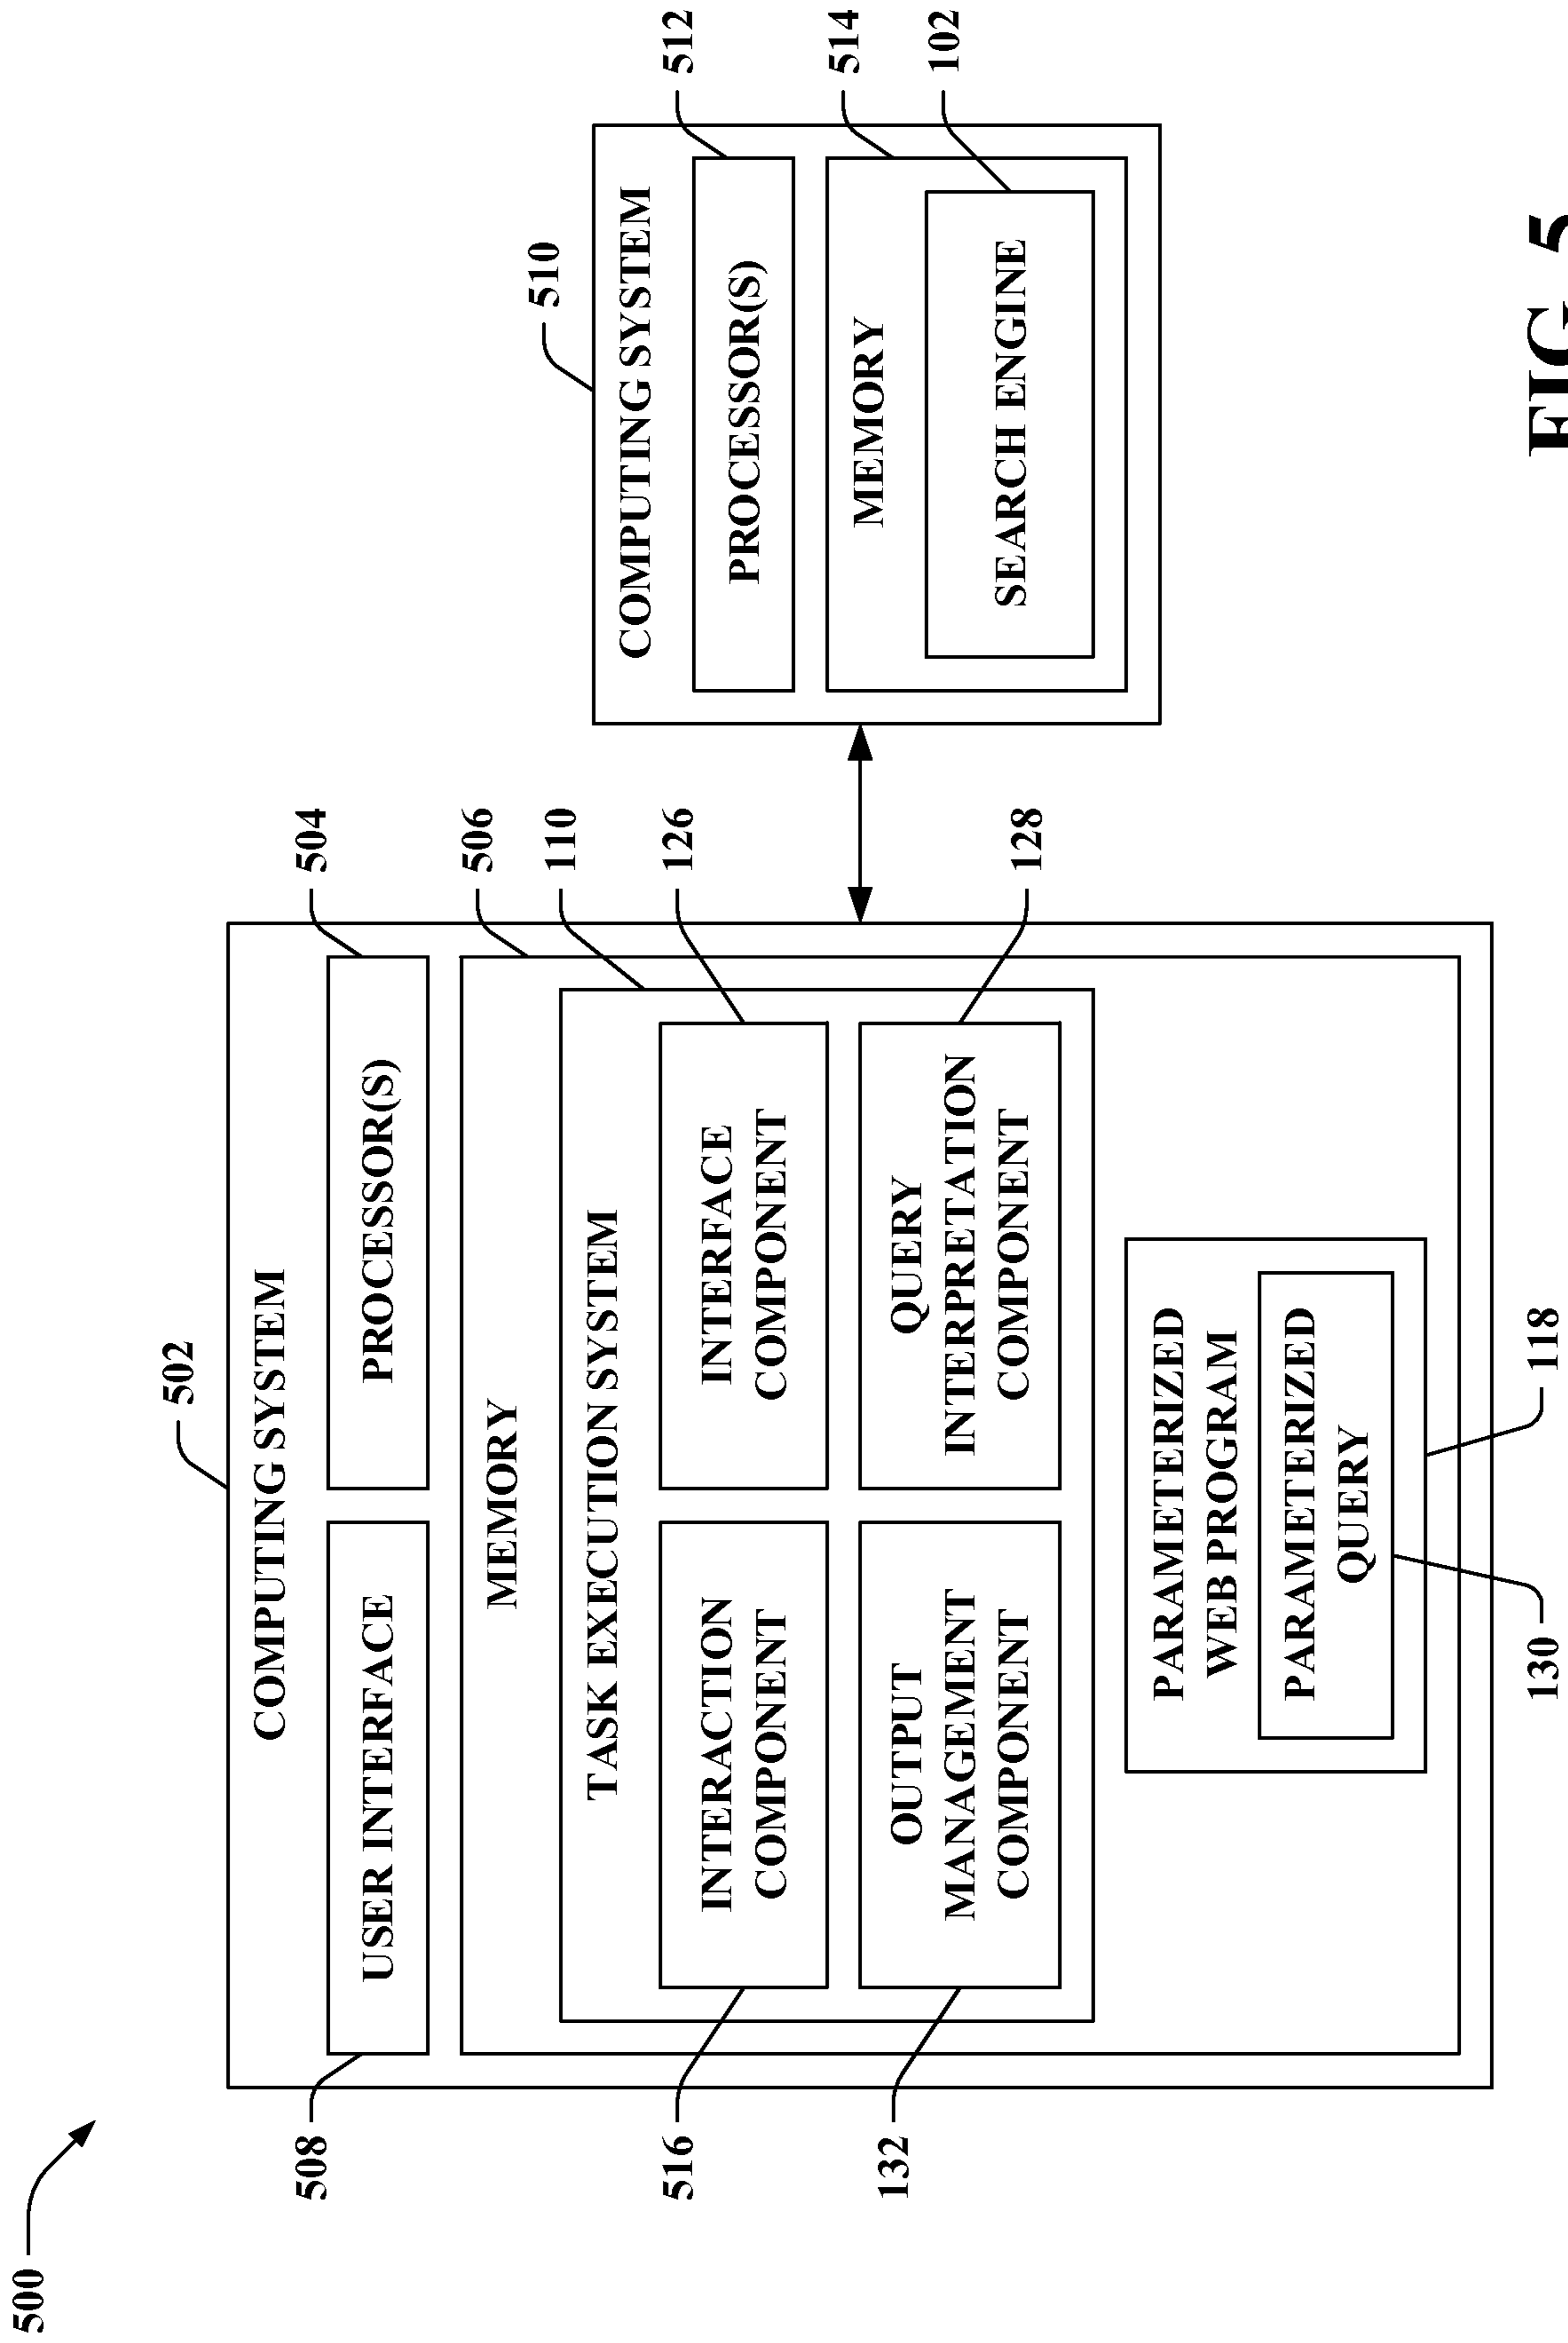 500
502
COMPUTING SYSTEM
508
USER INTERFACE
PROCESSOR(S)
504
MEMORY
506
TASK EXECUTION SYSTEM
110
516
INTERACTION
COMPONENT
INTERFACE
COMPONENT
126
132
OUTPUT
MANAGEMENT
COMPONENT
QUERY
INTERPRETATION
COMPONENT
128
PARAMETERIZED
WEB PROGRAM
PARAMETERIZED
QUERY
130
118
510
COMPUTING SYSTEM
PROCESSOR(S)
512
MEMORY
514
SEARCH ENGINE
102
FIG. 5